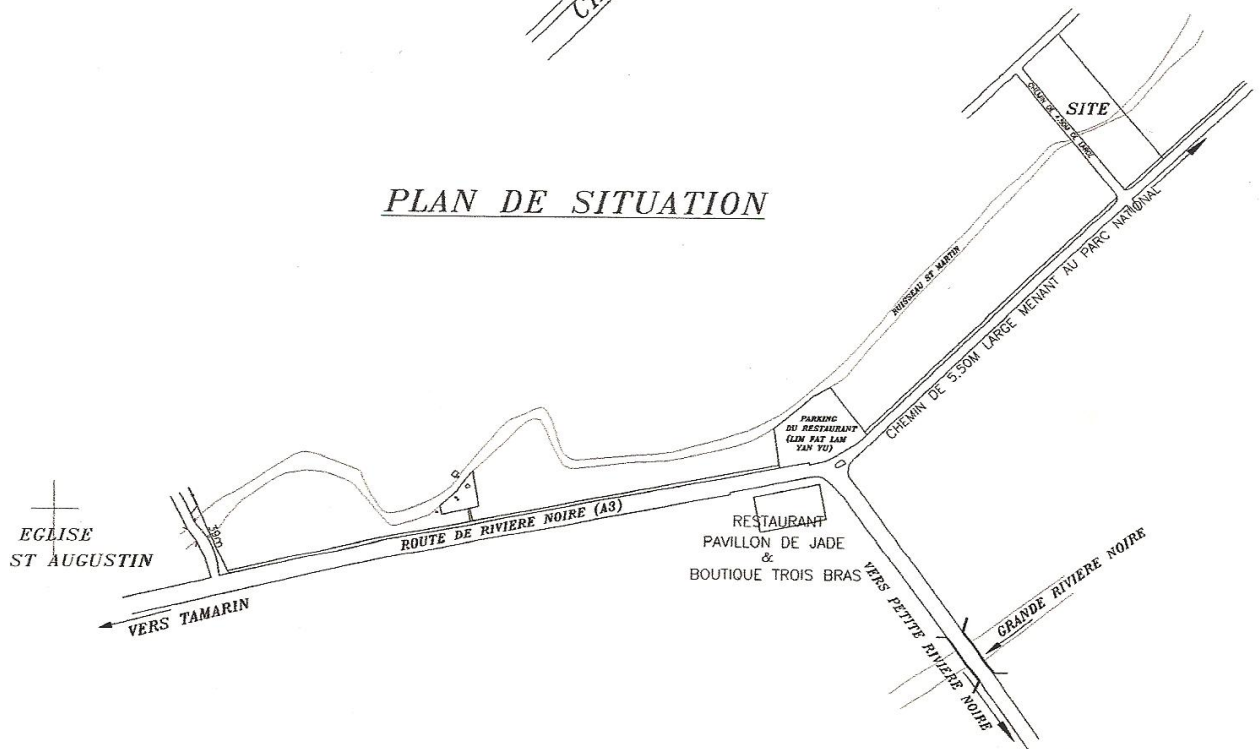 SITE
PLAN DE SITUATION
RUISSEAU ST MARTIN
CHEMIN DE 5.50M LARGE MENANT AU PARC NATIONAL
PARKING
DU RESTAURANT
(LIM FAT LAM
YAN YU)
EGLISE
ST AUGUSTIN
39m
ROUTE DE RIVIERE NOIRE (A3)
RESTAURANT
PAVILLON DE JADE
&
BOUTIQUE TROIS BRAS
VERS TAMARIN
VERS PETITE RIVIERE NOIRE
GRANDE RIVIERE NOIRE